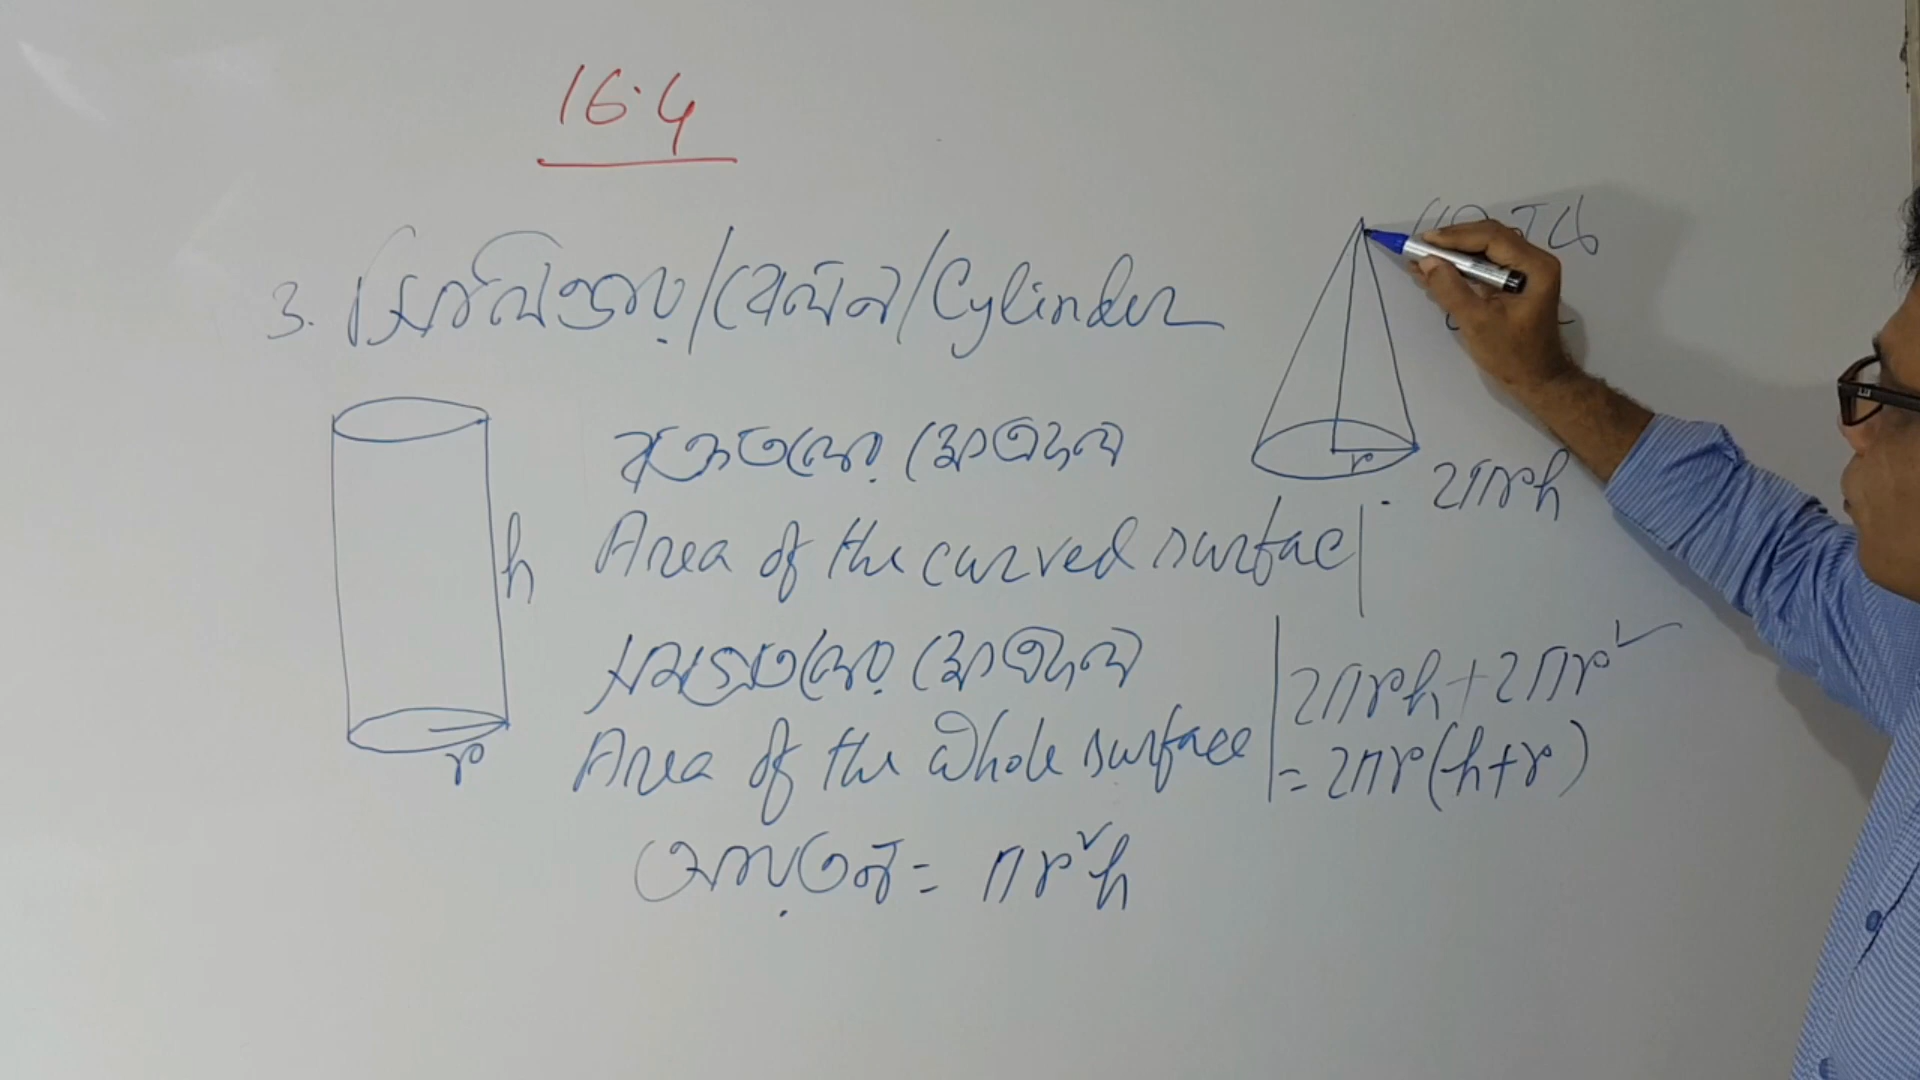 16.4
3. সিলিন্ডার/বেলন/Cylinder
বক্রতলের ক্ষেত্রফল
Area of the curved surfac
2πrh
সমগ্রতলের ক্ষেত্রফল
2πrh+2πr²
Area of the Whole surface
=2πr(h+r)
আয়তন = πr²h
h
r
r